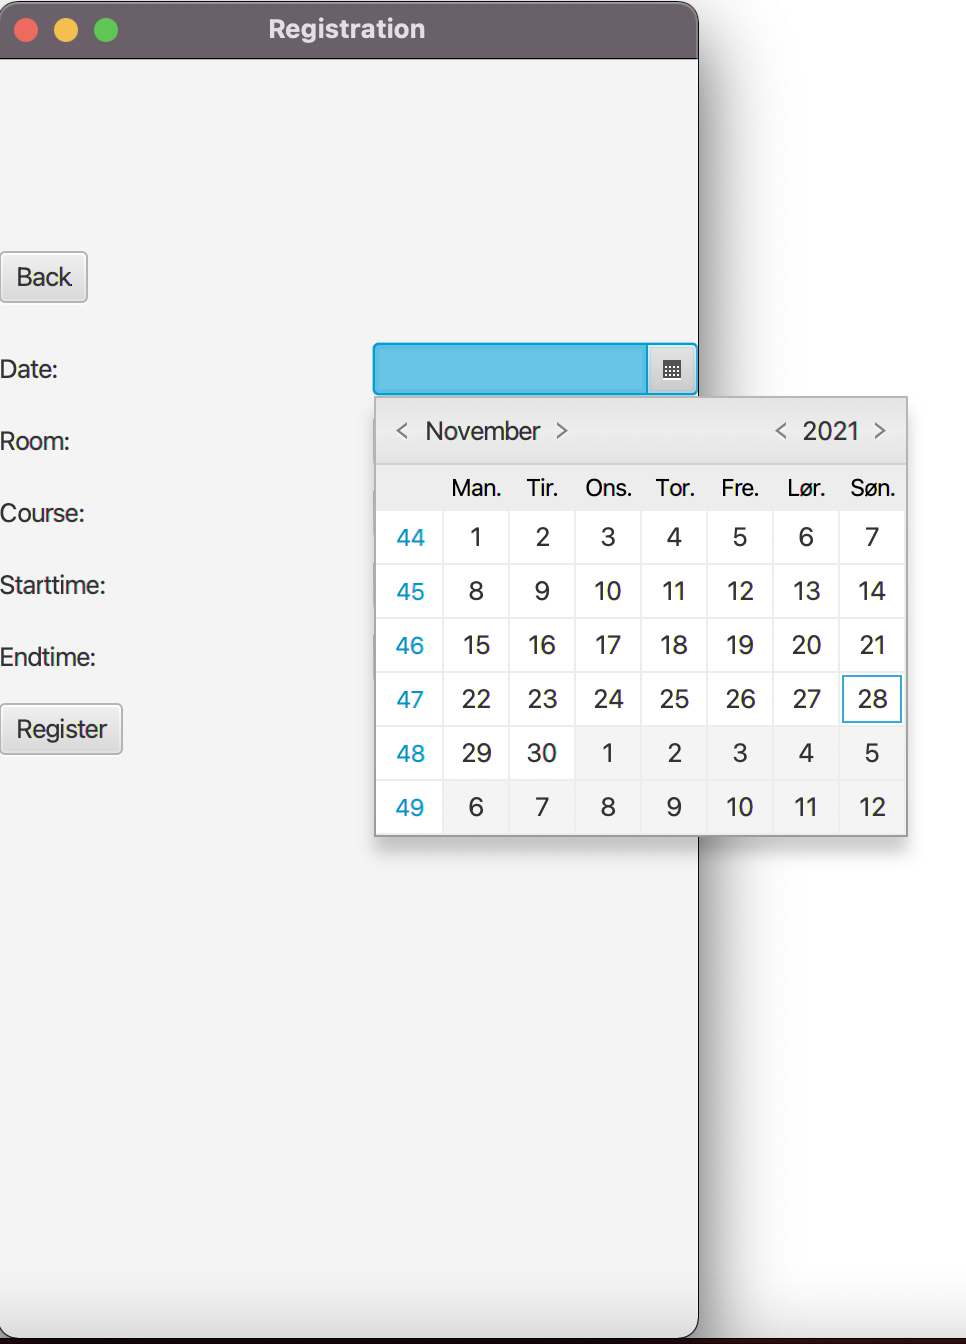 Registration
Back
Date:
November 2021
Man. Tir. Ons. Tor. Fre. Lør. Søn.
44 1 2 3 4 5 6 7
45 8 9 10 11 12 13 14
46 15 16 17 18 19 20 21
47 22 23 24 25 26 27 28
48 29 30 1 2 3 4 5
49 6 7 8 9 10 11 12
Room:
Course:
Starttime:
Endtime:
Register